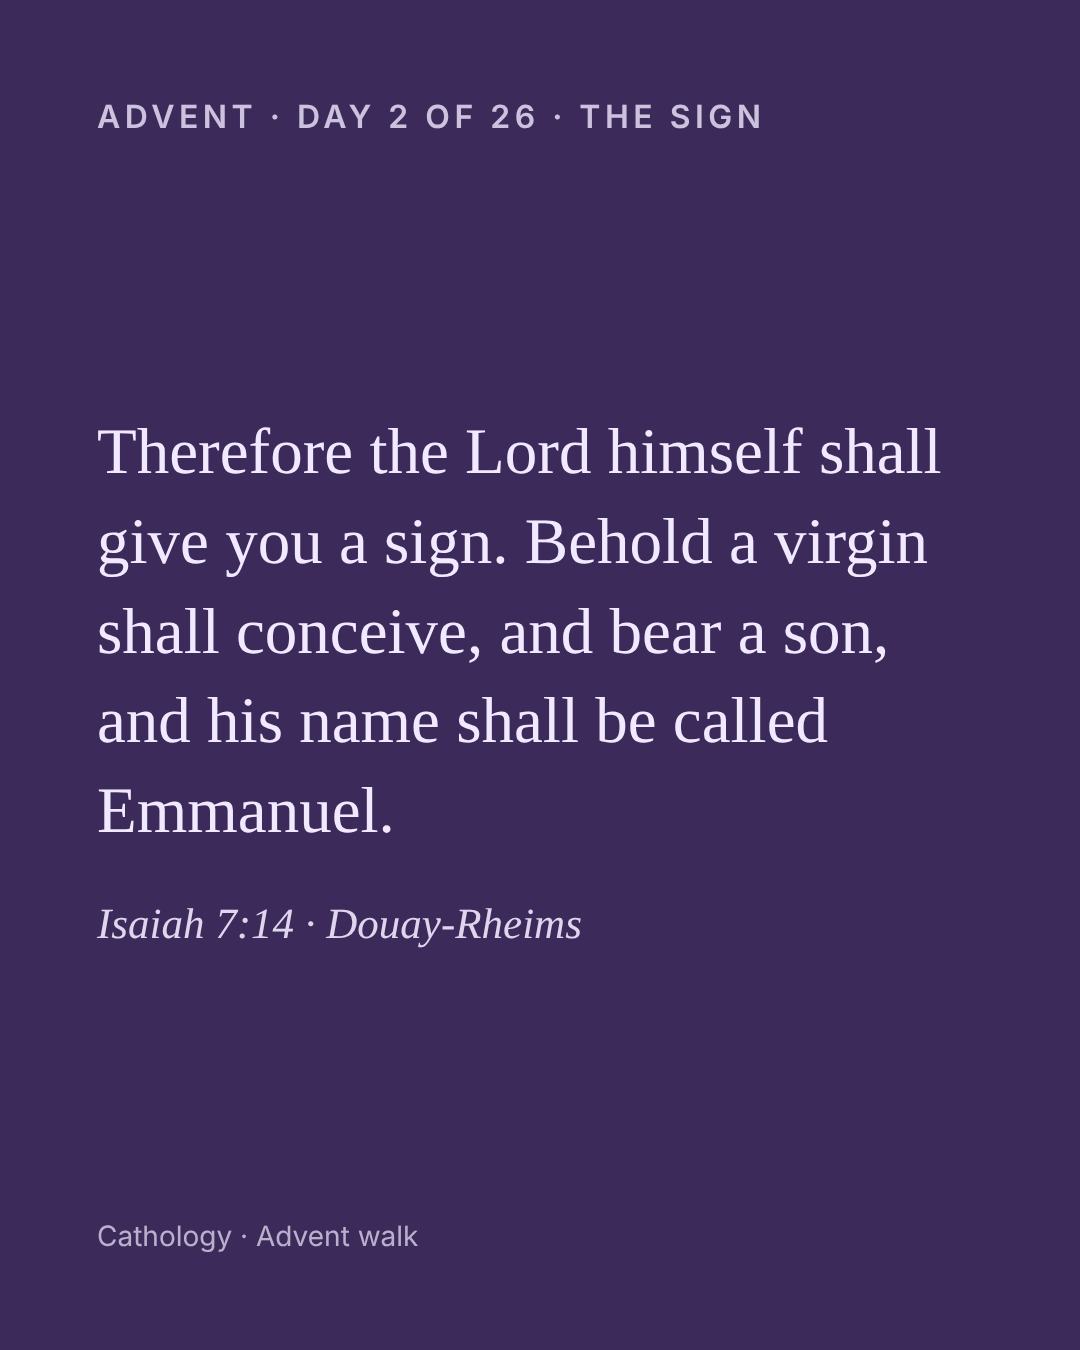 ADVENT · DAY 2 OF 26 · THE SIGN
Therefore the Lord himself shall
give you a sign. Behold a virgin
shall conceive, and bear a son,
and his name shall be called
Emmanuel.
Isaiah 7:14 · Douay-Rheims
Cathology · Advent walk